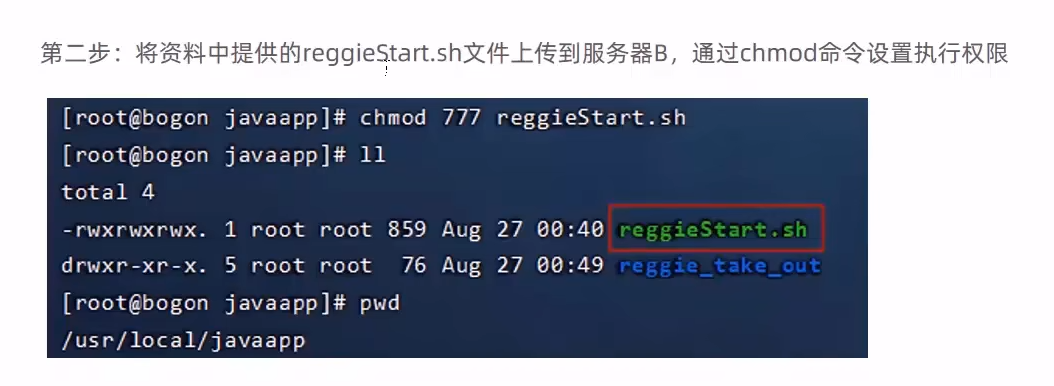 第二步：将资料中提供的reggieStart.sh文件上传到服务器B，通过chmod命令设置执行权限
[root@bogon javaapp]# chmod 777 reggieStart.sh
[root@bogon javaapp]# ll
total 4
-rwxrwxrwx. 1 root root 859 Aug 27 00:40 reggieStart.sh
drwxr-xr-x. 5 root root  76 Aug 27 00:49 reggie_take_out
[root@bogon javaapp]# pwd
/usr/local/javaapp